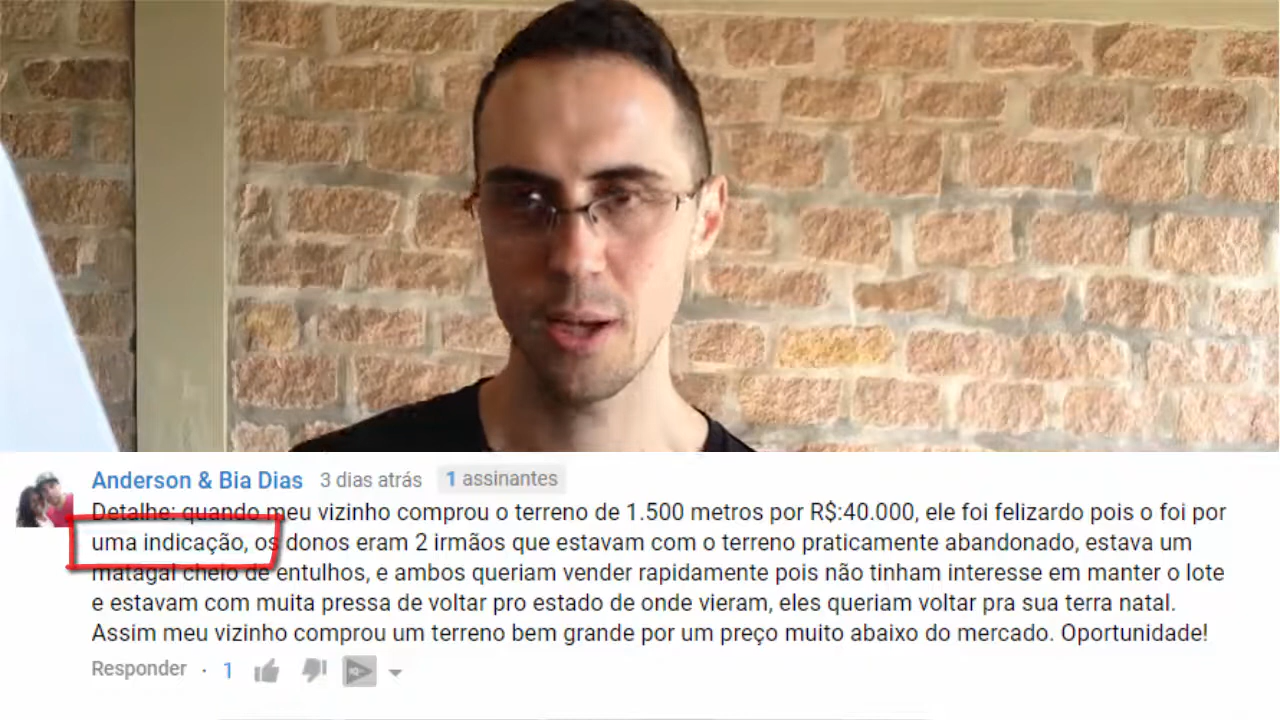 Anderson & Bia Dias 3 dias atrás 1 assinantes
Detalhe: quando meu vizinho comprou o terreno de 1.500 metros por R$:40.000, ele foi felizardo pois o foi por
uma indicação, os donos eram 2 irmãos que estavam com o terreno praticamente abandonado, estava um
matagal cheio de entulhos, e ambos queriam vender rapidamente pois não tinham interesse em manter o lote
e estavam com muita pressa de voltar pro estado de onde vieram, eles queriam voltar pra sua terra natal.
Assim meu vizinho comprou um terreno bem grande por um preço muito abaixo do mercado. Oportunidade!
Responder · 1